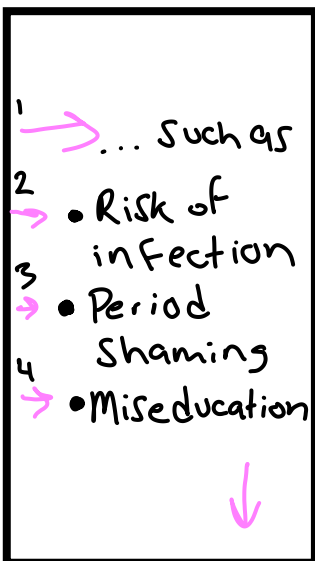 1
... such as
2
• Risk of
infection
3
• Period
Shaming
4
• Miseducation